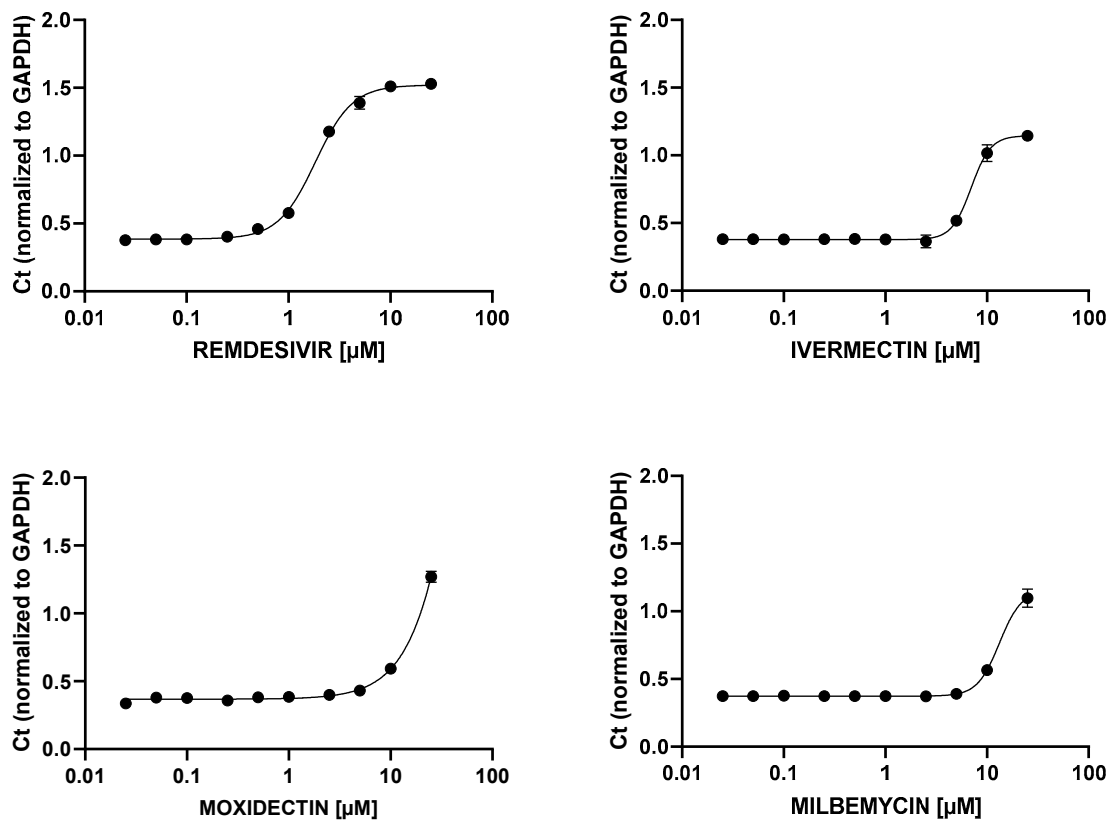 Ct (normalized to GAPDH)
2.0
1.5
1.0
0.5
0.0
0.01 0.1 1 10 100
REMDESIVIR [µM]
Ct (normalized to GAPDH)
2.0
1.5
1.0
0.5
0.0
0.01 0.1 1 10 100
IVERMECTIN [µM]
Ct (normalized to GAPDH)
2.0
1.5
1.0
0.5
0.0
0.01 0.1 1 10 100
MOXIDECTIN [µM]
Ct (normalized to GAPDH)
2.0
1.5
1.0
0.5
0.0
0.01 0.1 1 10 100
MILBEMYCIN [µM]